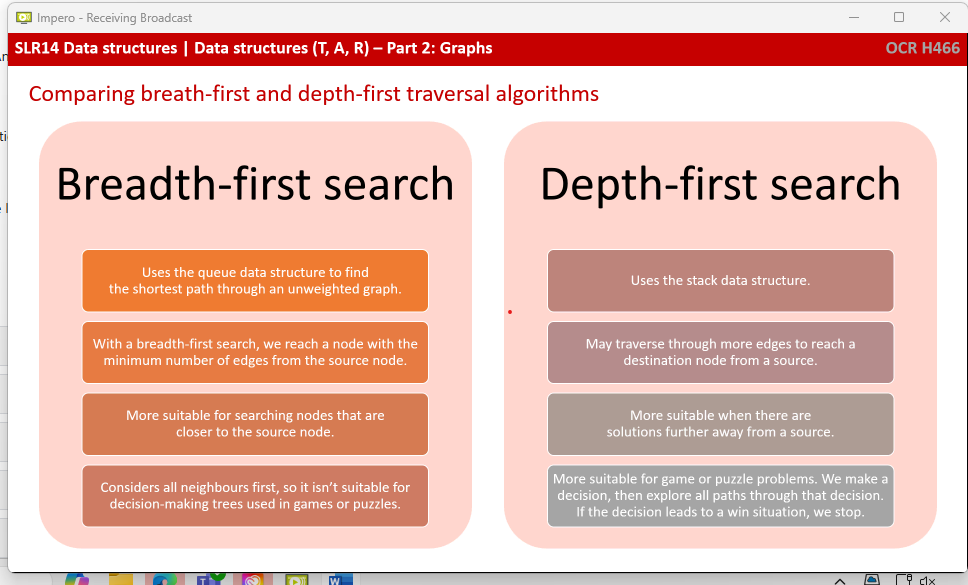 Impero - Receiving Broadcast
SLR14 Data structures | Data structures (T, A, R) – Part 2: Graphs
OCR H466
Comparing breath-first and depth-first traversal algorithms
Breadth-first search
Uses the queue data structure to find
the shortest path through an unweighted graph.
With a breadth-first search, we reach a node with the
minimum number of edges from the source node.
More suitable for searching nodes that are
closer to the source node.
Considers all neighbours first, so it isn’t suitable for
decision-making trees used in games or puzzles.
Depth-first search
Uses the stack data structure.
May traverse through more edges to reach a
destination node from a source.
More suitable when there are
solutions further away from a source.
More suitable for game or puzzle problems. We make a
decision, then explore all paths through that decision.
If the decision leads to a win situation, we stop.